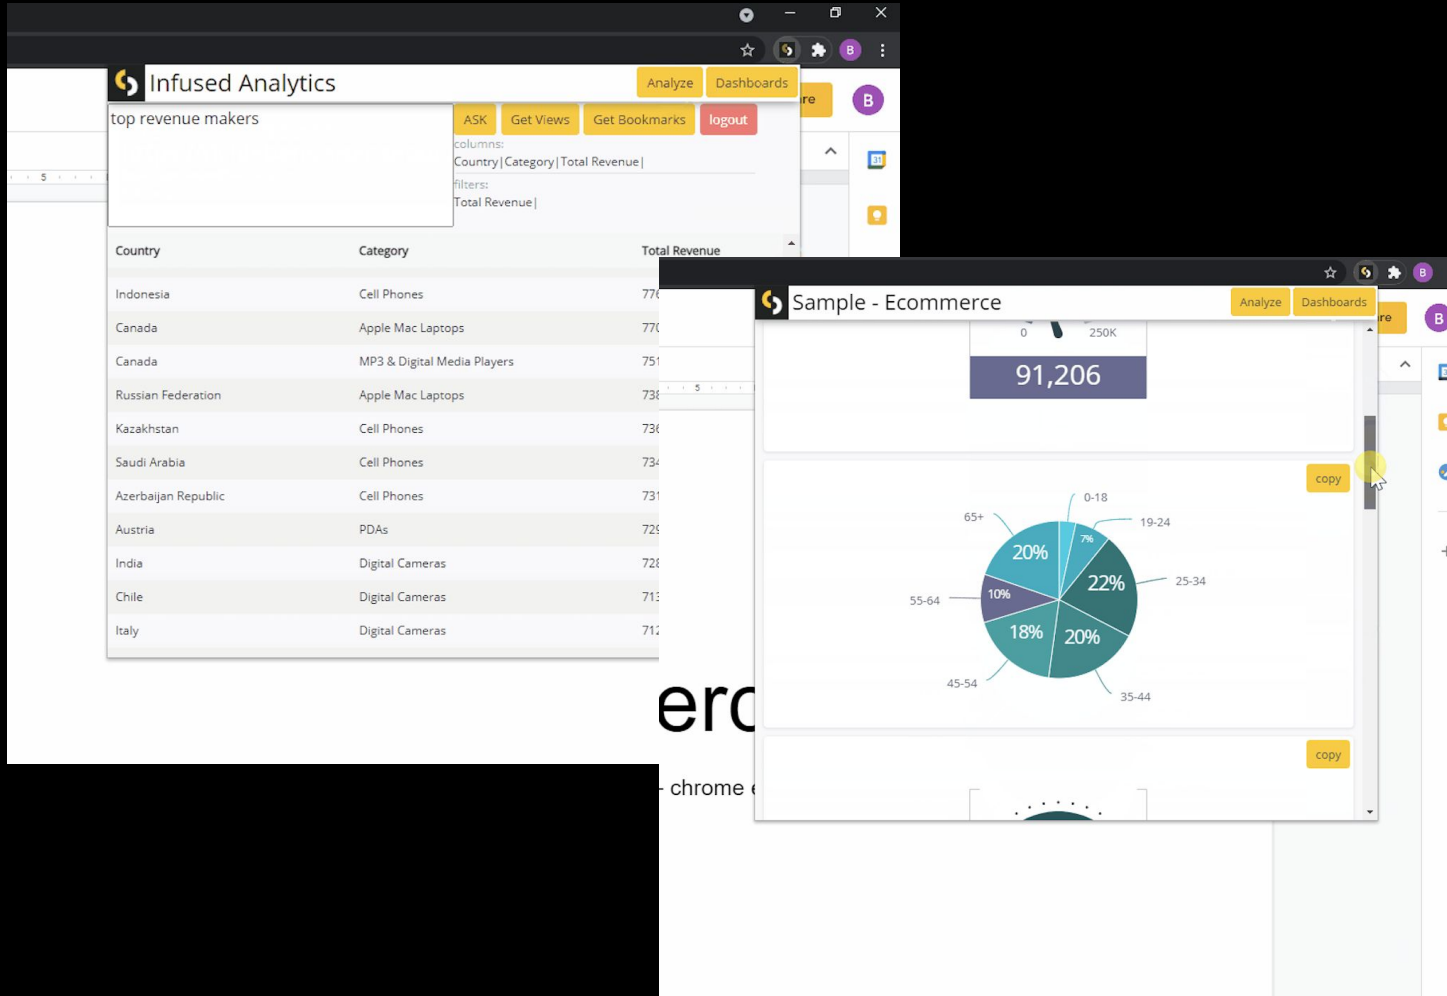 B
Infused Analytics
Analyze
Dashboards
B
top revenue makers
ASK
Get Views
Get Bookmarks
logout
columns:
Country|Category|Total Revenue|
filters:
Total Revenue|
31
5
Country Category Total Revenue
Indonesia Cell Phones
Canada Apple Mac Laptops
Canada MP3 & Digital Media Players
Russian Federation Apple Mac Laptops
Kazakhstan Cell Phones
Saudi Arabia Cell Phones
Azerbaijan Republic Cell Phones
Austria PDAs
India Digital Cameras
Chile Digital Cameras
Italy Digital Cameras
B
Sample - Ecommerce
Analyze
Dashboards
B
5
0 250K
91,206
copy
0-18
65+
19-24
7%
20%
22%
25-34
10%
55-64
18%
20%
45-54
35-44
copy
- chrome